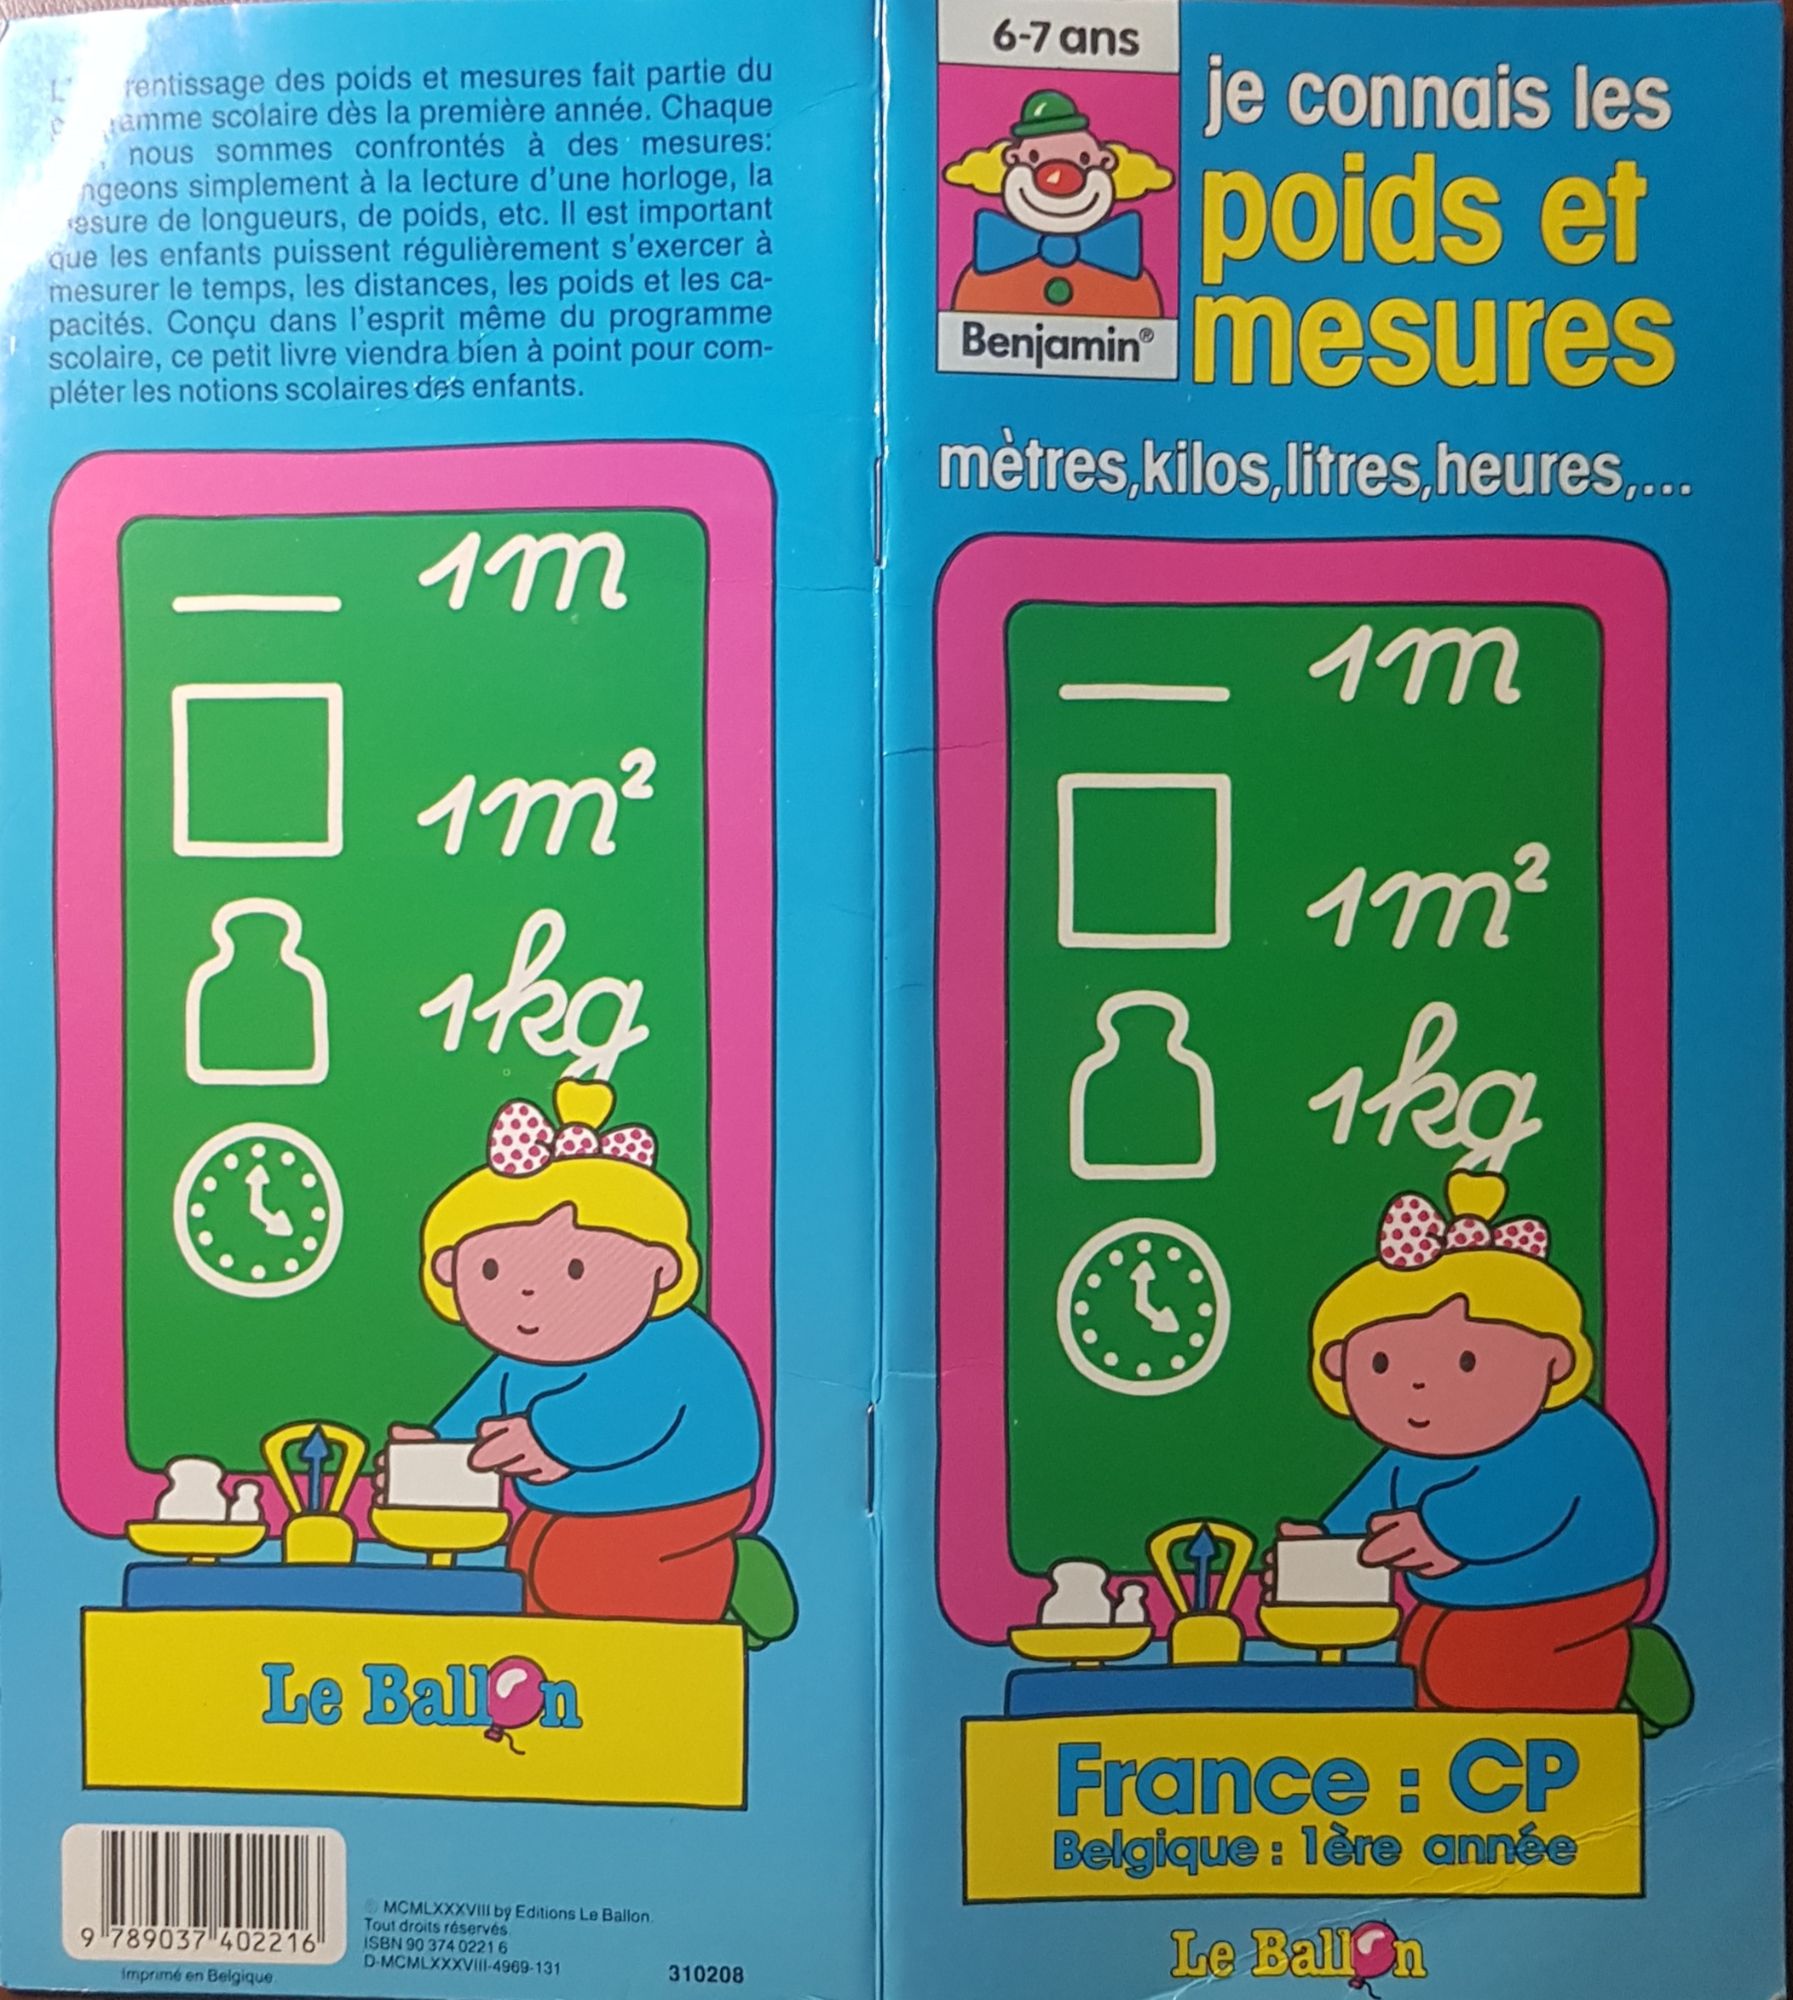 rentissage des poids et mesures fait partie du
amme scolaire dès la première année. Chaque
, nous sommes confrontés à des mesures:
ngeons simplement à la lecture d'une horloge, la
esure de longueurs, de poids, etc. Il est important
que les enfants puissent régulièrement s'exercer à
mesurer le temps, les distances, les poids et les ca-
pacités. Conçu dans l'esprit même du programme
scolaire, ce petit livre viendra bien à point pour com-
pléter les notions scolaires des enfants.
1m
1m²
1kg
Le Ballon
9 789037 402216
Imprimé en Belgique.
© MCMLXXXVIII by Editions Le Ballon.
Tout droits réservés.
ISBN 90 374 0221 6
D-MCMLXXXVIII-4969-131
310208
6-7 ans
Benjamin®
je connais les
poids et
mesures
mètres,kilos,litres,heures,...
1m
1m²
1kg
France : CP
Belgique : 1ère année
Le Ballon